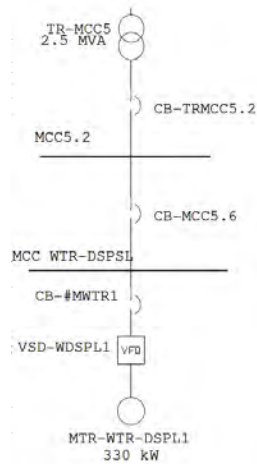 TR-MCC5
2.5 MVA
CB-TRMCC5.2
MCC5.2
CB-MCC5.6
MCC WTR-DSPSL
CB-#MWTR1
VSD-WDSPL1
VFD
MTR-WTR-DSPL1
330 kW